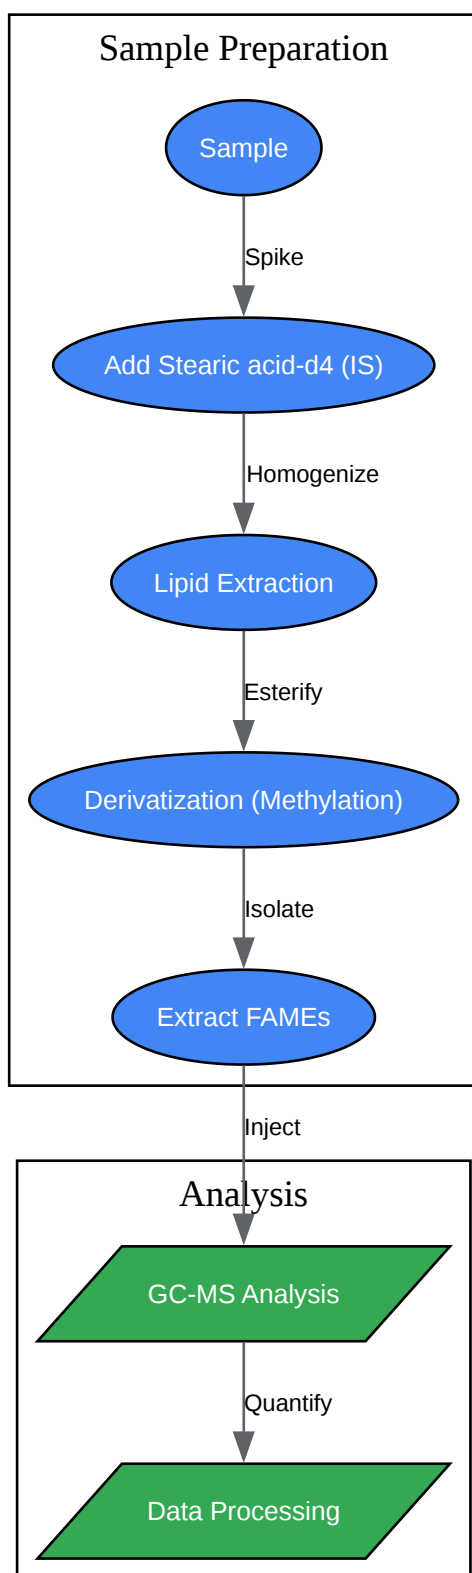 Sample Preparation
Sample
Spike
Add Stearic acid-d4 (IS)
Homogenize
Lipid Extraction
Esterify
Derivatization (Methylation)
Isolate
Extract FAMEs
Inject
Analysis
GC-MS Analysis
Quantify
Data Processing